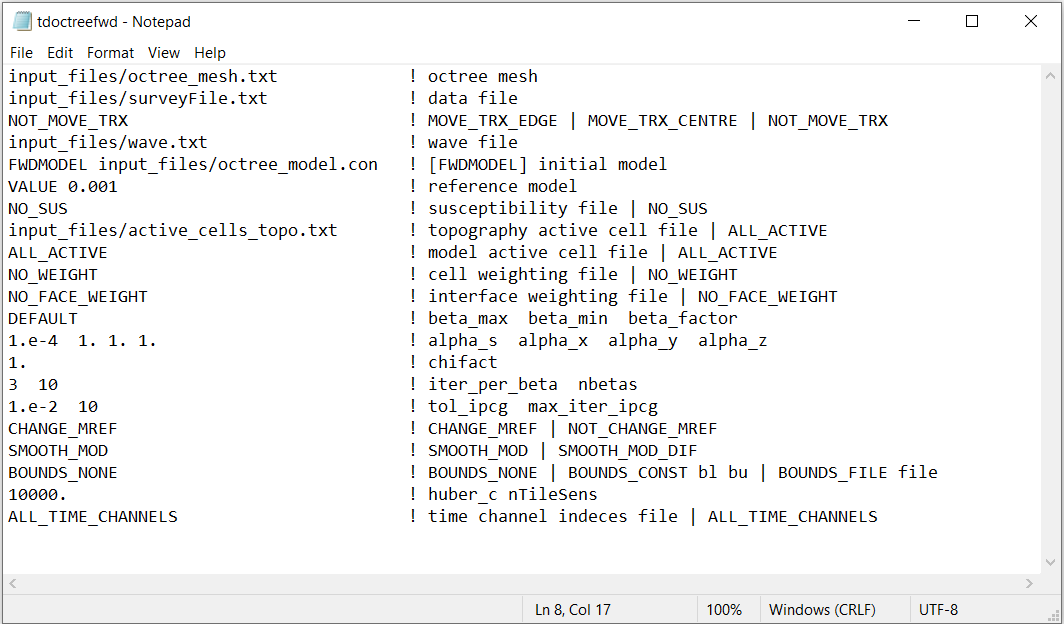 tdoctreefwd - Notepad
File Edit Format View Help
input_files/octree_mesh.txt ! octree mesh
input_files/surveyFile.txt ! data file
NOT_MOVE_TRX ! MOVE_TRX_EDGE | MOVE_TRX_CENTRE | NOT_MOVE_TRX
input_files/wave.txt ! wave file
FWDMODEL input_files/octree_model.con ! [FWDMODEL] initial model
VALUE 0.001 ! reference model
NO_SUS ! susceptibility file | NO_SUS
input_files/active_cells_topo.txt ! topography active cell file | ALL_ACTIVE
ALL_ACTIVE ! model active cell file | ALL_ACTIVE
NO_WEIGHT ! cell weighting file | NO_WEIGHT
NO_FACE_WEIGHT ! interface weighting file | NO_FACE_WEIGHT
DEFAULT ! beta_max beta_min beta_factor
1.e-4 1. 1. 1. ! alpha_s alpha_x alpha_y alpha_z
1. ! chifact
3 10 ! iter_per_beta nbetas
1.e-2 10 ! tol_ipcg max_iter_ipcg
CHANGE_MREF ! CHANGE_MREF | NOT_CHANGE_MREF
SMOOTH_MOD ! SMOOTH_MOD | SMOOTH_MOD_DIF
BOUNDS_NONE ! BOUNDS_NONE | BOUNDS_CONST bl bu | BOUNDS_FILE file
10000. ! huber_c nTileSens
ALL_TIME_CHANNELS ! time channel indeces file | ALL_TIME_CHANNELS
Ln 8, Col 17 100% Windows (CRLF) UTF-8